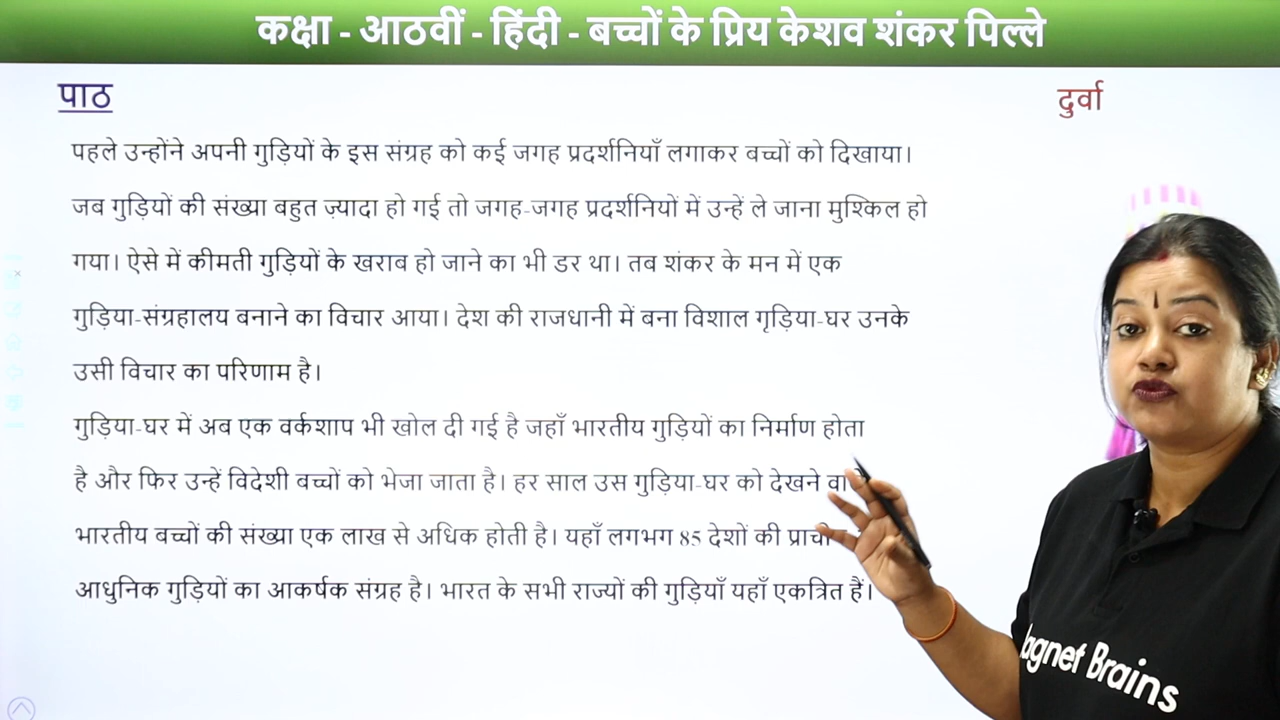 कक्षा - आठवीं - हिंदी - बच्चों के प्रिय केशव शंकर पिल्ले
पाठ
दुर्वा
पहले उन्होंने अपनी गुड़ियों के इस संग्रह को कई जगह प्रदर्शनियाँ लगाकर बच्चों को दिखाया।
जब गुड़ियों की संख्या बहुत ज़्यादा हो गई तो जगह-जगह प्रदर्शनियों में उन्हें ले जाना मुश्किल हो
गया। ऐसे में कीमती गुड़ियों के खराब हो जाने का भी डर था। तब शंकर के मन में एक
गुड़िया-संग्रहालय बनाने का विचार आया। देश की राजधानी में बना विशाल गृड़िया-घर उनके
उसी विचार का परिणाम है।
गुड़िया-घर में अब एक वर्कशाप भी खोल दी गई है जहाँ भारतीय गुड़ियों का निर्माण होता
है और फिर उन्हें विदेशी बच्चों को भेजा जाता है। हर साल उस गुड़िया-घर को देखने
भारतीय बच्चों की संख्या एक लाख से अधिक होती है। यहाँ लगभग 85 देशों की
आधुनिक गुड़ियों का आकर्षक संग्रह है। भारत के सभी राज्यों की गुड़ियाँ यहाँ एकत्रित हैं।
agnet Brains